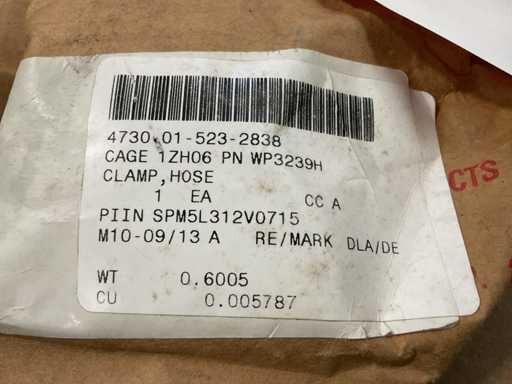 4730-01-523-2838
CAGE 1ZH06 PN WP3239H
CLAMP,HOSE
1 EA CC A
PIIN SPM5L312V0715
M10-09/13 A RE/MARK DLA/DE
WT 0.6005
CU 0.005787
CTS